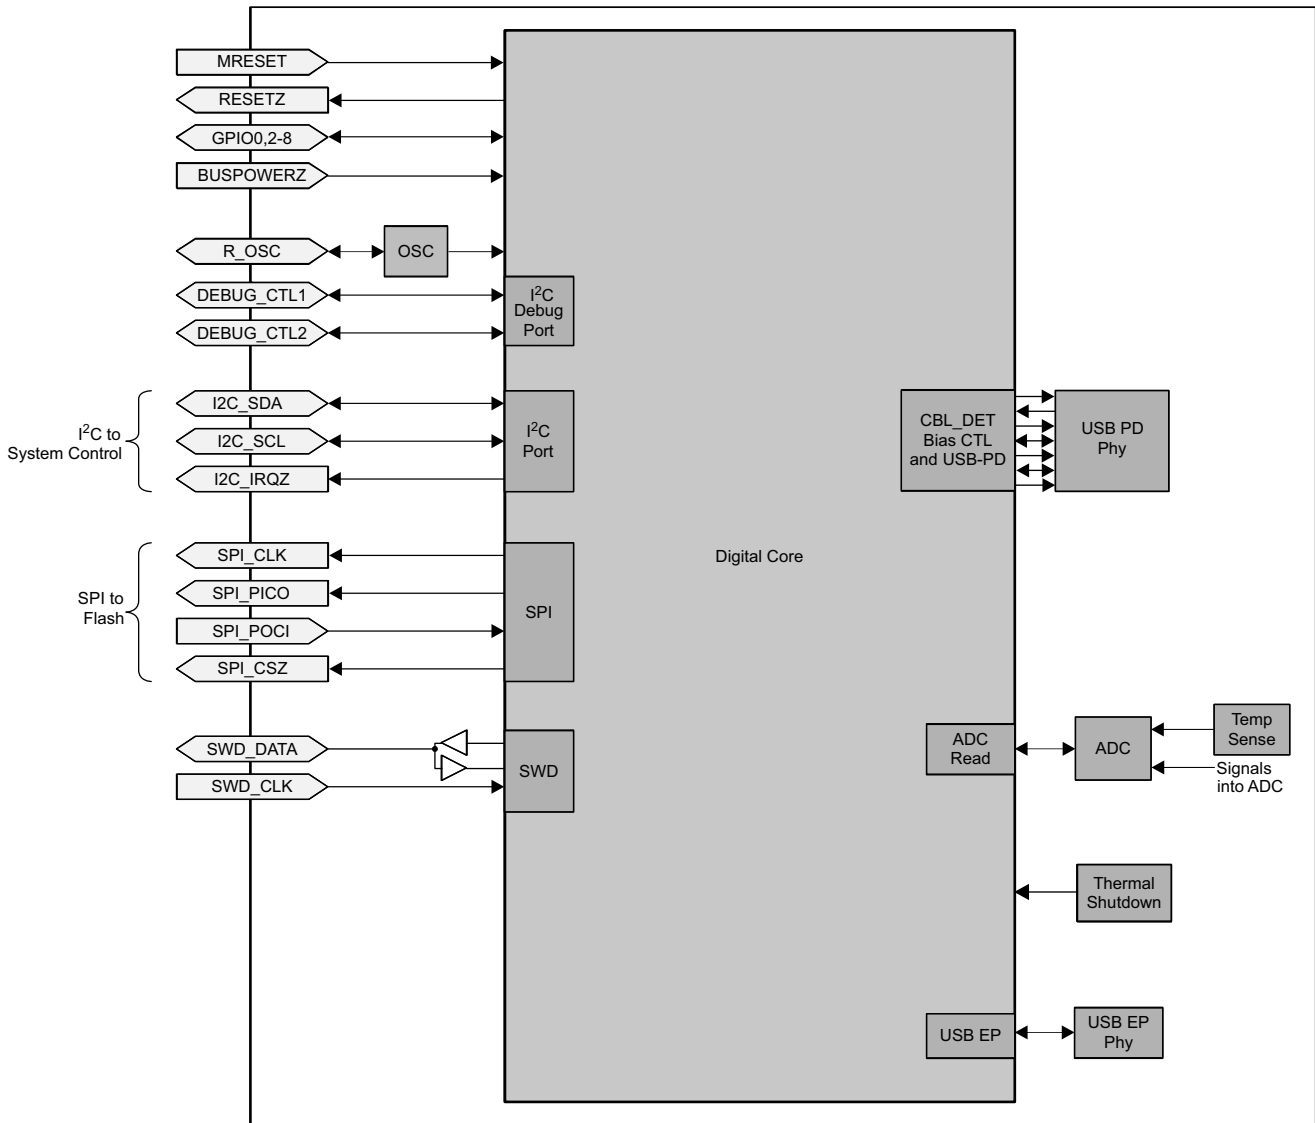 MRESET
RESETZ
GPIO0,2-8
BUSPOWERZ
R_OSC
OSC
DEBUG_CTL1
DEBUG_CTL2
I²C
Debug
Port
I²C to
System Control
I2C_SDA
I2C_SCL
I2C_IRQZ
I²C
Port
CBL_DET
Bias CTL
and USB-PD
USB PD
Phy
Digital Core
SPI to
Flash
SPI_CLK
SPI_PICO
SPI_POCI
SPI_CSZ
SPI
SWD_DATA
SWD_CLK
SWD
ADC
Read
ADC
Temp
Sense
Signals
into ADC
Thermal
Shutdown
USB EP
USB EP
Phy